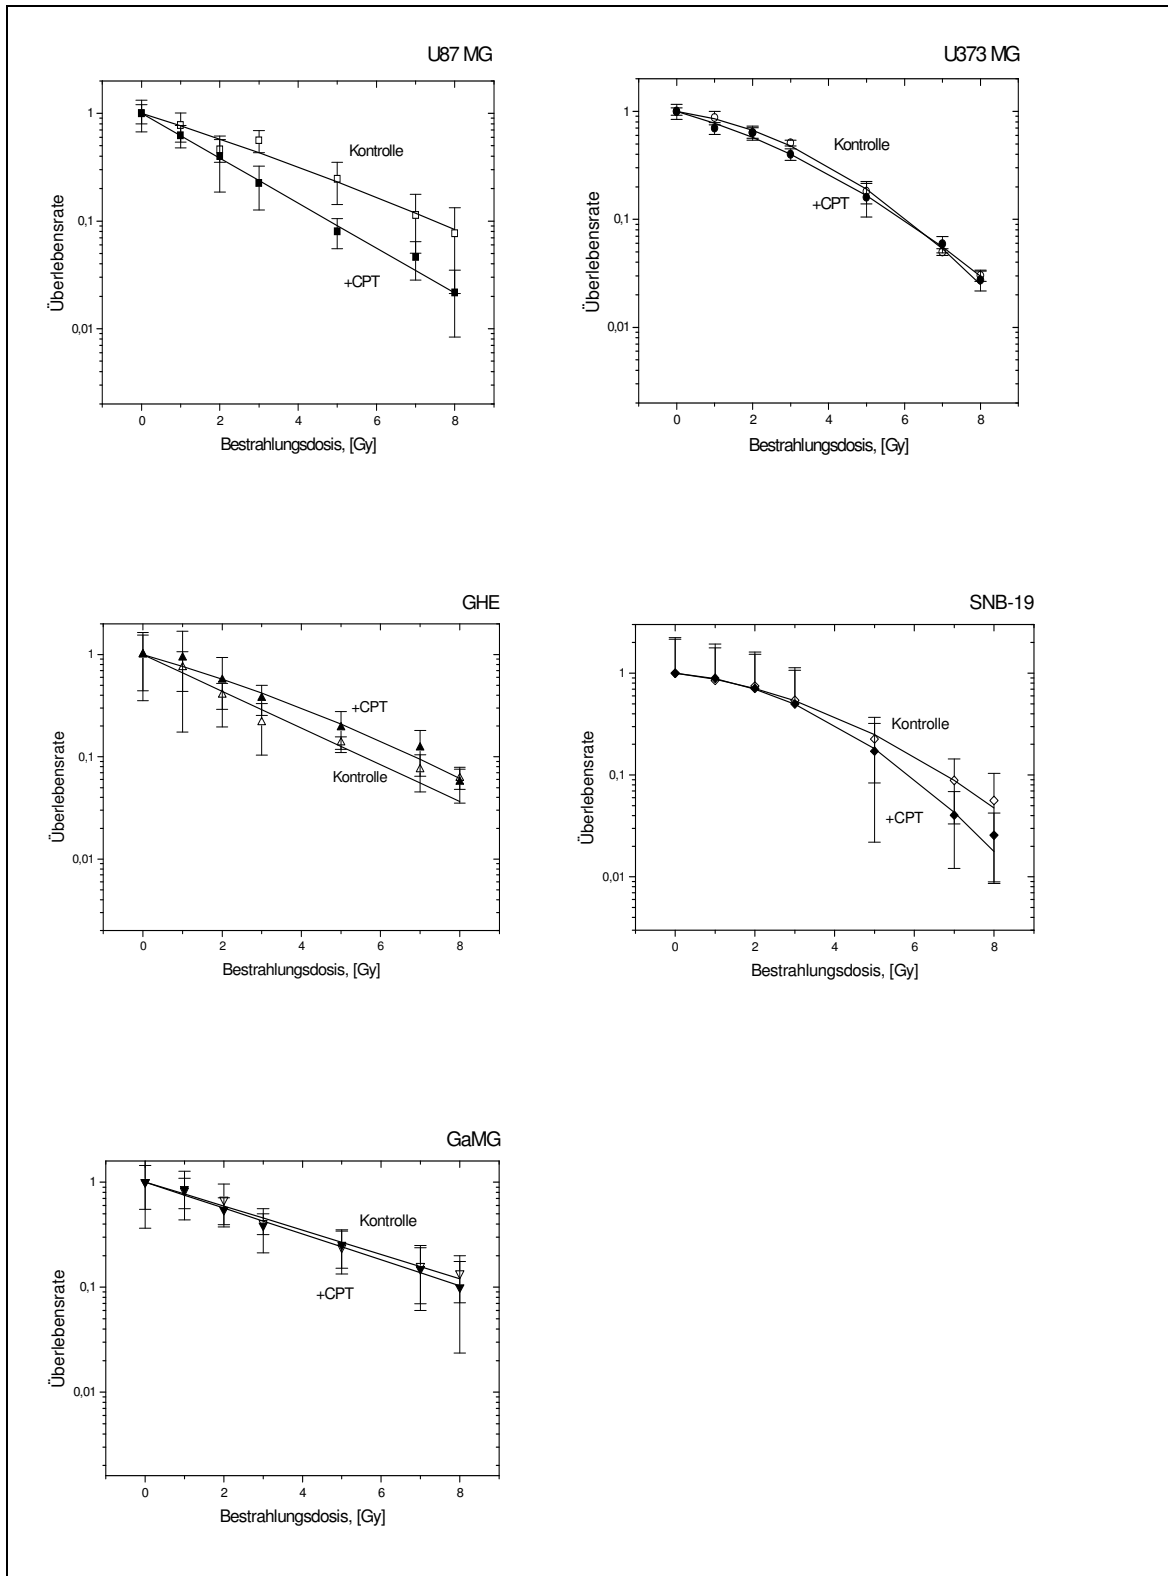 U87 MG
1
0,1
0,01
Überlebensrate
Kontrolle
+CPT
0 2 4 6 8
Bestrahlungsdosis, [Gy]
U373 MG
1
0,1
0,01
Überlebensrate
Kontrolle
+CPT
0 2 4 6 8
Bestrahlungsdosis, [Gy]
GHE
1
0,1
0,01
Überlebensrate
+CPT
Kontrolle
0 2 4 6 8
Bestrahlungsdosis, [Gy]
SNB-19
1
0,1
0,01
Überlebensrate
Kontrolle
+CPT
0 2 4 6 8
Bestrahlungsdosis, [Gy]
GaMG
1
0,1
0,01
Überlebensrate
Kontrolle
+CPT
0 2 4 6 8
Bestrahlungsdosis, [Gy]